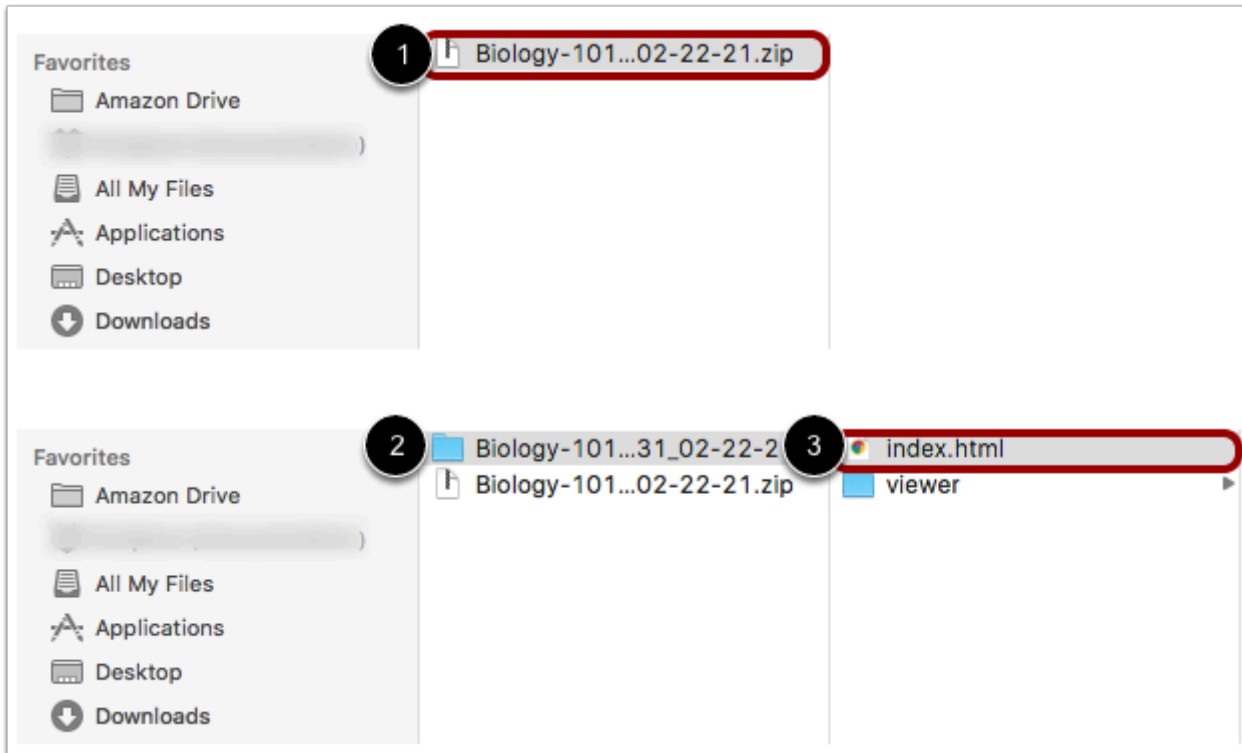 Favorites
1 Biology-101...02-22-21.zip
Amazon Drive
)
All My Files
Applications
Desktop
Downloads
Favorites
2 Biology-101...31_02-22-2 3 index.html
Amazon Drive
Biology-101...02-22-21.zip viewer
)
All My Files
Applications
Desktop
Downloads